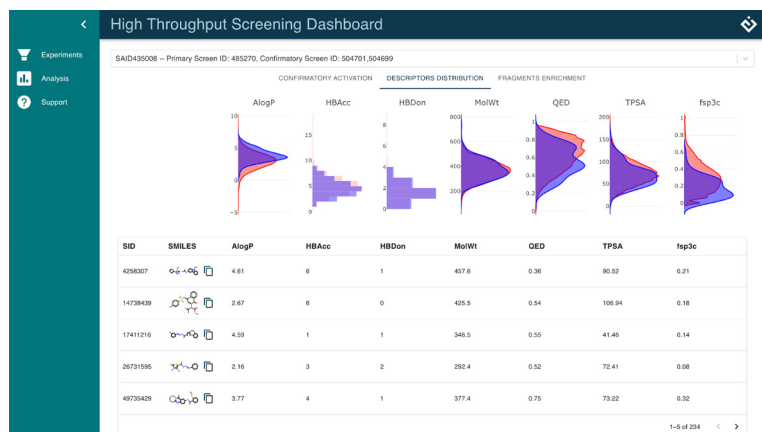 High Throughput Screening Dashboard
Experiments
Analysis
Support
SAID435008 -- Primary Screen ID: 485270, Confirmatory Screen ID: 504701,504699
CONFIRMATORY ACTIVATION DESCRIPTORS DISTRIBUTION FRAGMENTS ENRICHMENT
AlogP HBAcc HBDon MolWt QED TPSA fsp3c
10 5 0 −5
15 10 5 0
8 6 4 2 0
800 600 400 200
1 0.8 0.6 0.4 0.2 0
200 150 100 50 0
1 0.8 0.6 0.4 0.2 0
SID SMILES AlogP HBAcc HBDon MolWt QED TPSA fsp3c
4258307 4.61 6 1 457.6 0.36 90.52 0.21
14738439 2.67 6 0 425.5 0.54 106.94 0.18
17411216 4.59 1 1 346.5 0.55 41.46 0.14
26731595 2.16 3 2 292.4 0.52 72.41 0.08
49735429 3.77 4 1 377.4 0.75 73.22 0.32
1–5 of 234